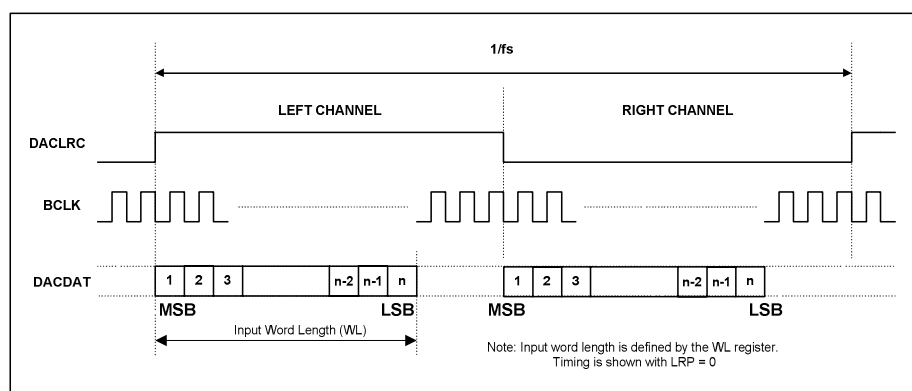 1/fs
LEFT CHANNEL
RIGHT CHANNEL
DACLRC
BCLK
DACDAT
1 2 3 n-2 n-1 n
1 2 3 n-2 n-1 n
MSB LSB MSB LSB
Input Word Length (WL)
Note: Input word length is defined by the WL register.
Timing is shown with LRP = 0